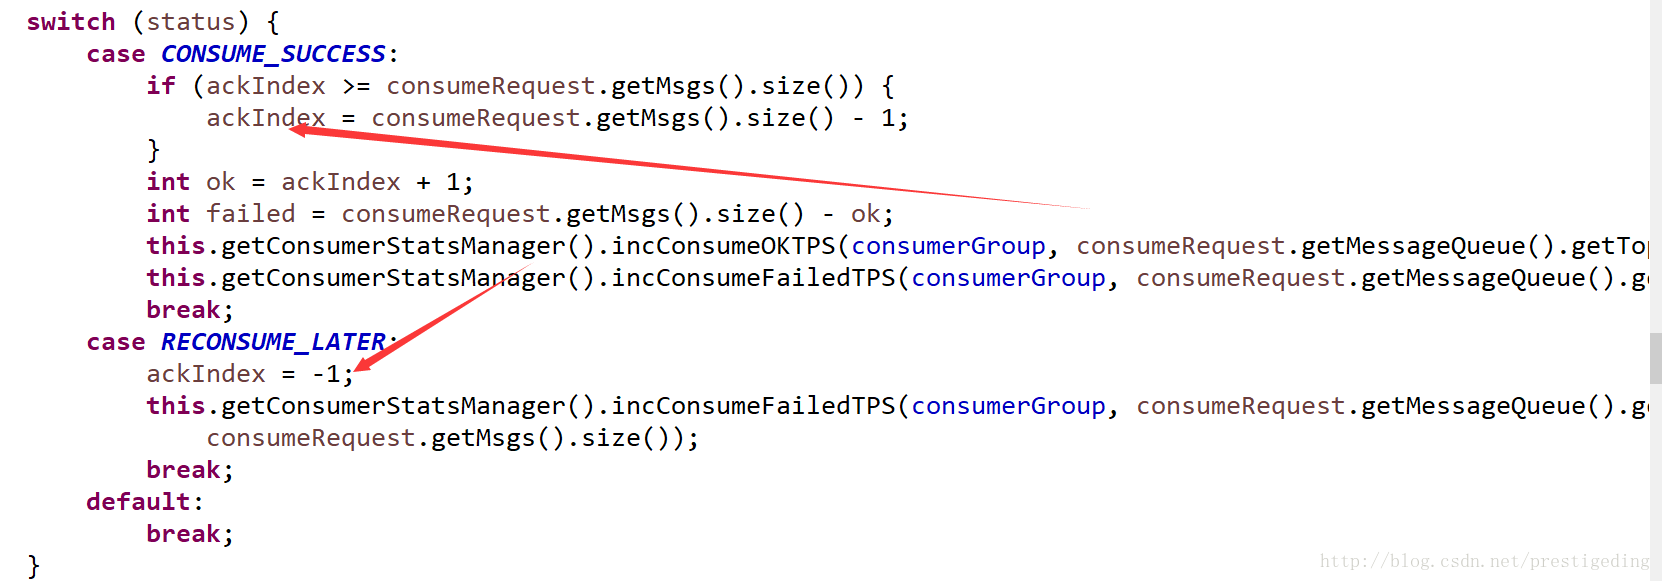 switch (status) {
    case CONSUME_SUCCESS:
        if (ackIndex >= consumeRequest.getMsgs().size()) {
            ackIndex = consumeRequest.getMsgs().size() - 1;
        }
        int ok = ackIndex + 1;
        int failed = consumeRequest.getMsgs().size() - ok;
        this.getConsumerStatsManager().incConsumeOKTPS(consumerGroup, consumeRequest.getMessageQueue().getTop
        this.getConsumerStatsManager().incConsumeFailedTPS(consumerGroup, consumeRequest.getMessageQueue().ge
        break;
    case RECONSUME_LATER:
        ackIndex = -1;
        this.getConsumerStatsManager().incConsumeFailedTPS(consumerGroup, consumeRequest.getMessageQueue().ge
            consumeRequest.getMsgs().size());
        break;
    default:
        break;
}
http://blog.csdn.net/prestigeding